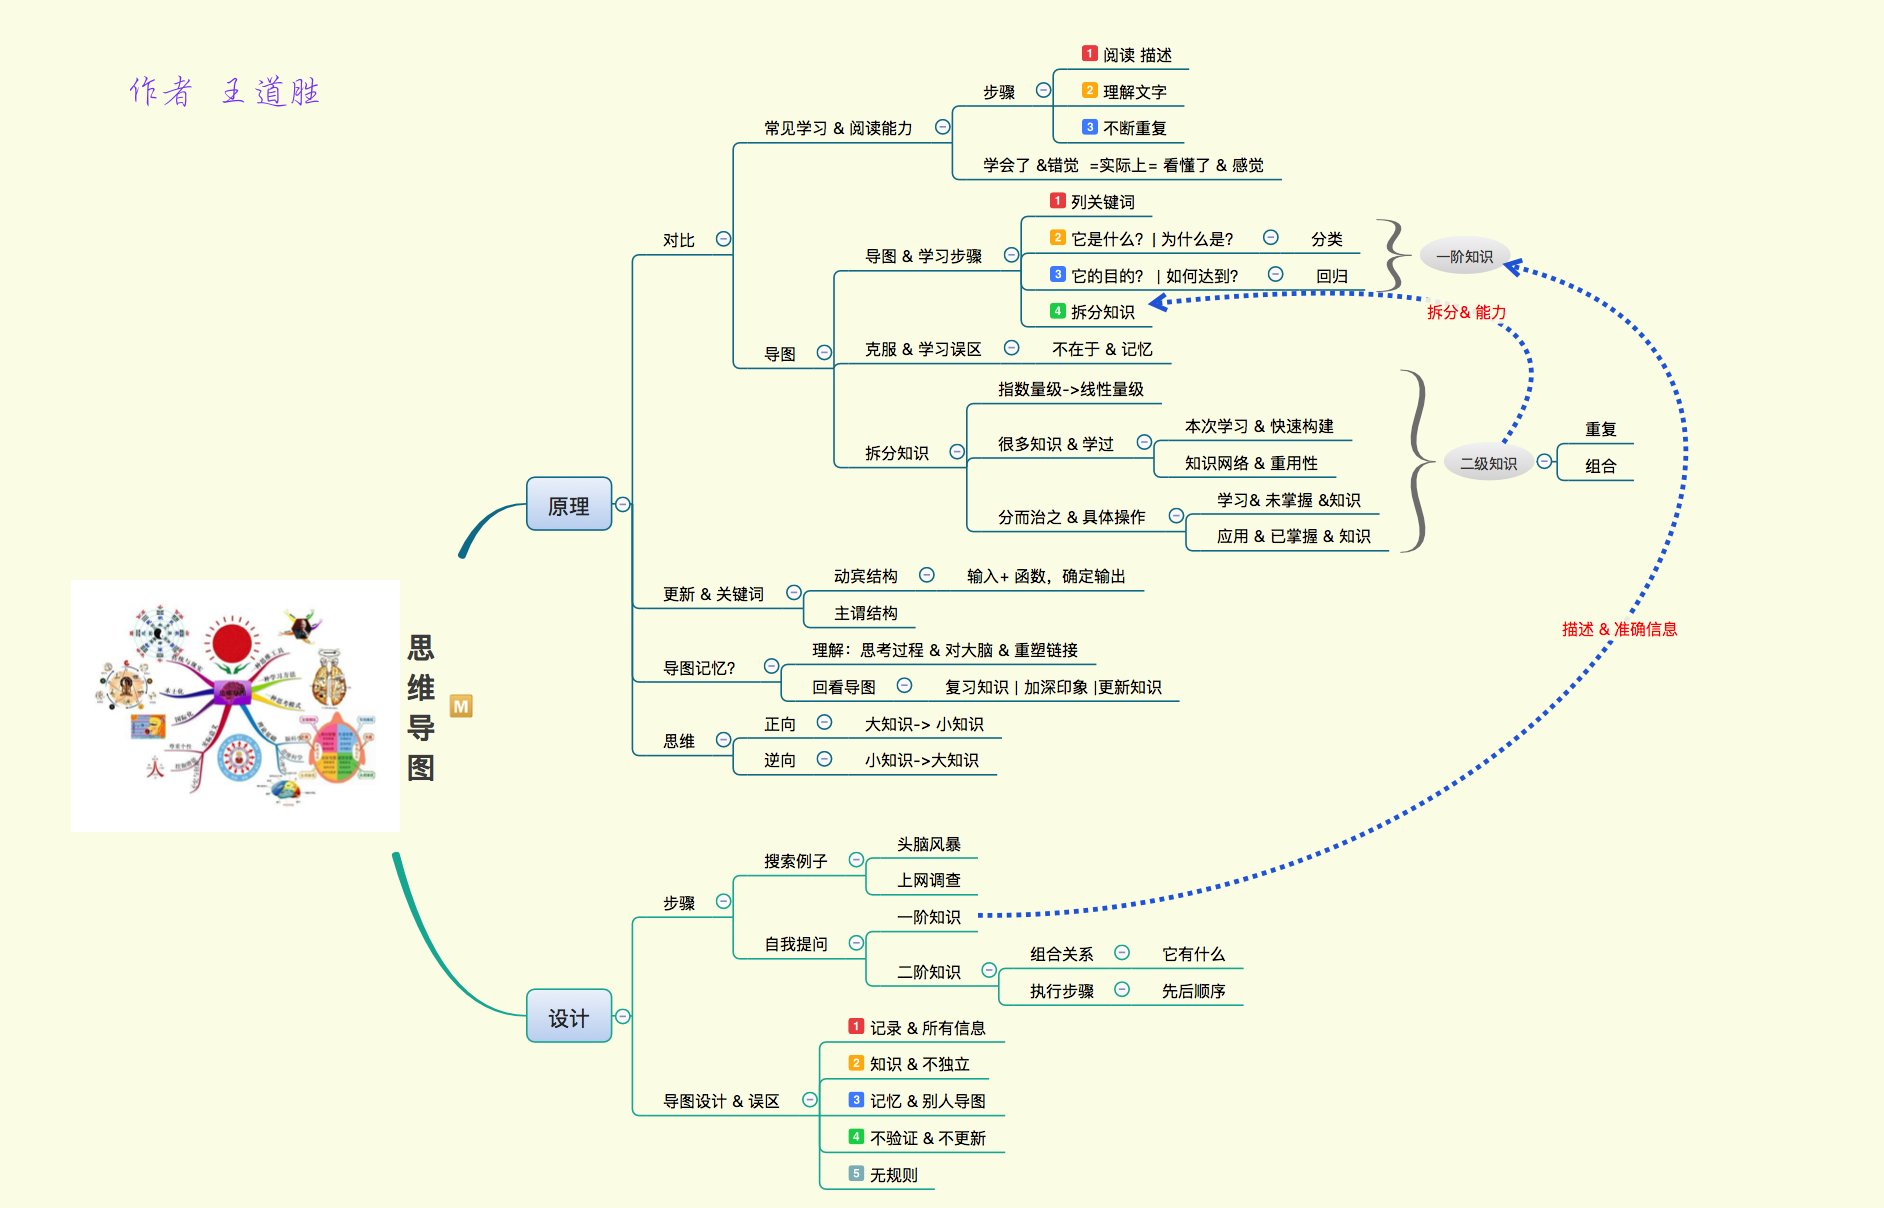 作者 王道胜
思维导图
M
原理
对比
常见学习 & 阅读能力
步骤
1 阅读 描述
2 理解文字
3 不断重复
学会了 &错觉 =实际上= 看懂了 & 感觉
导图
导图 & 学习步骤
1 列关键词
2 它是什么? | 为什么是?
分类
3 它的目的? | 如何达到?
回归
4 拆分知识
一阶知识
拆分& 能力
克服 & 学习误区
不在于 & 记忆
拆分知识
指数量级->线性量级
很多知识 & 学过
本次学习 & 快速构建
知识网络 & 重用性
分而治之 & 具体操作
学习& 未掌握 &知识
应用 & 已掌握 & 知识
二级知识
重复
组合
更新 & 关键词
动宾结构
输入+ 函数，确定输出
主谓结构
导图记忆?
理解：思考过程 & 对大脑 & 重塑链接
回看导图
复习知识 | 加深印象 |更新知识
思维
正向
大知识-> 小知识
逆向
小知识->大知识
描述 & 准确信息
设计
步骤
搜索例子
头脑风暴
上网调查
自我提问
一阶知识
二阶知识
组合关系
它有什么
执行步骤
先后顺序
导图设计 & 误区
1 记录 & 所有信息
2 知识 & 不独立
3 记忆 & 别人导图
4 不验证 & 不更新
5 无规则